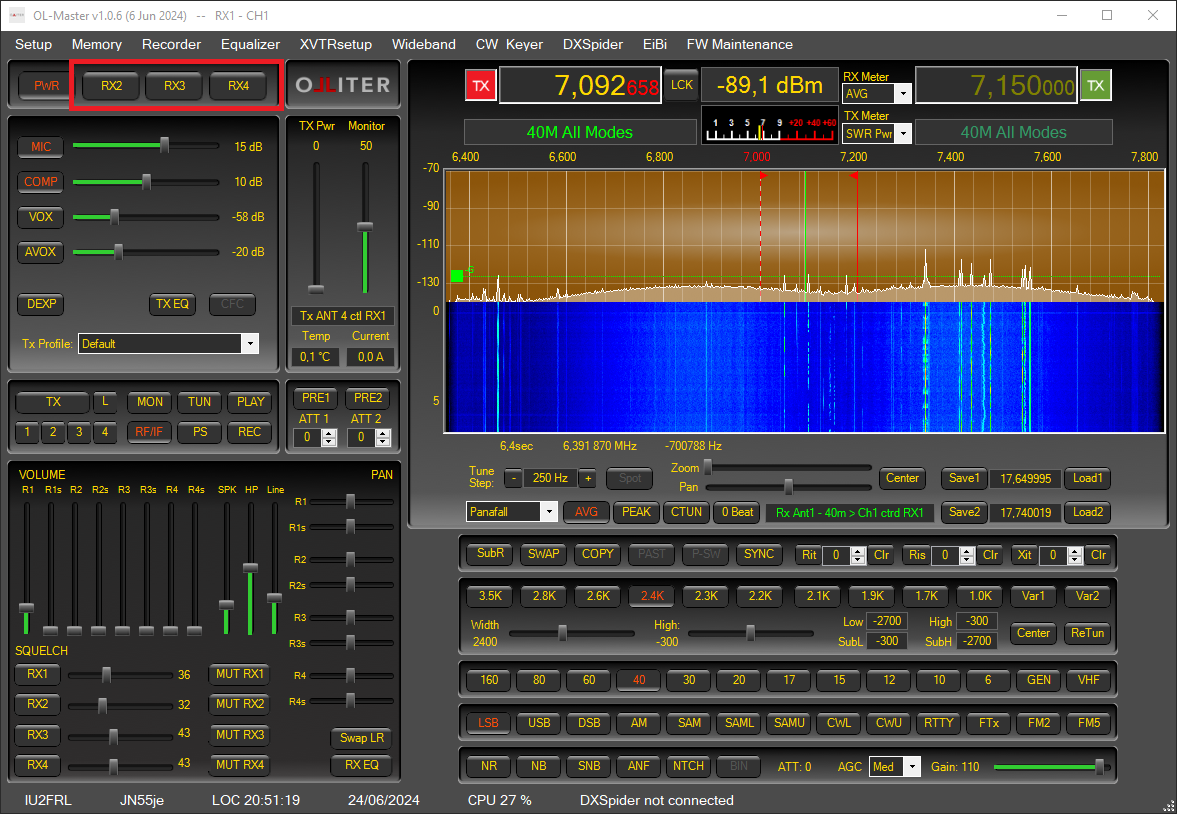 OL-Master v1.0.6 (6 Jun 2024) -- RX1 - CH1
Setup Memory Recorder Equalizer XVTRsetup Wideband CW Keyer DXSpider EiBi FW Maintenance
PWR RX2 RX3 RX4 OLLITER
TX 7,092658 LCK -89,1 dBm RX Meter AVG 7,150000 TX
40M All Modes 1 3 5 7 9 +20 +40 +60 TX Meter SWR Pwr 40M All Modes
MIC 15 dB
COMP 10 dB
VOX -58 dB
AVOX -20 dB
DEXP TX EQ CFC
Tx Profile: Default
TX Pwr Monitor
0 50
Tx ANT 4 ctl RX1
Temp Current
0,1 °C 0,0 A
6,400 6,600 6,800 7,000 7,200 7,400 7,600 7,800
-70
-90
-110
-130
-G
0
5
6,4sec 6,391 870 MHz -700788 Hz
TX L MON TUN PLAY
1 2 3 4 RF/IF PS REC
PRE1 PRE2
ATT 1 ATT 2
0 0
Tune Step: - 250 Hz + Spot Zoom Pan Center Save1 17,649995 Load1
Panafall AVG PEAK CTUN 0 Beat Rx Ant1 - 40m > Ch1 ctrd RX1 Save2 17,740019 Load2
VOLUME PAN
R1 R1s R2 R2s R3 R3s R4 R4s SPK HP Line
R1
R1s
R2
R2s
R3
R3s
R4
R4s
SQUELCH
RX1 36 MUT RX1
RX2 32 MUT RX2
RX3 43 MUT RX3
RX4 43 MUT RX4
Swap LR
RX EQ
SubR SWAP COPY PAST P-SW SYNC Rit 0 Clr Ris 0 Clr Xit 0 Clr
3.5K 2.8K 2.6K 2.4K 2.3K 2.2K 2.1K 1.9K 1.7K 1.0K Var1 Var2
Width High: Low -2700 High -300 Center ReTun
2400 -300 SubL -300 SubH -2700
160 80 60 40 30 20 17 15 12 10 6 GEN VHF
LSB USB DSB AM SAM SAML SAMU CWL CWU RTTY FTx FM2 FM5
NR NB SNB ANF NTCH BIN ATT: 0 AGC Med Gain: 110
IU2FRL JN55je LOC 20:51:19 24/06/2024 CPU 27 % DXSpider not connected